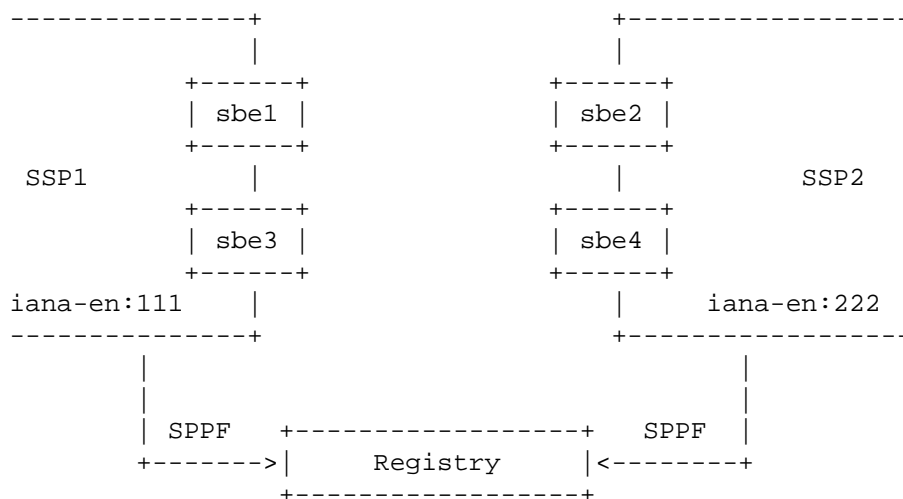 ---------------+                         +------------------
               |                         |
           +------+                  +------+
           | sbe1 |                  | sbe2 |
           +------+                  +------+
 SSP1          |                         |            SSP2
           +------+                  +------+
           | sbe3 |                  | sbe4 |
           +------+                  +------+
iana-en:111    |                         |     iana-en:222
---------------+                         +------------------
         |                                        |
         |                                        |
         | SPPF   +------------------+   SPPF     |
         +------->|     Registry     |<--------+
                  +------------------+